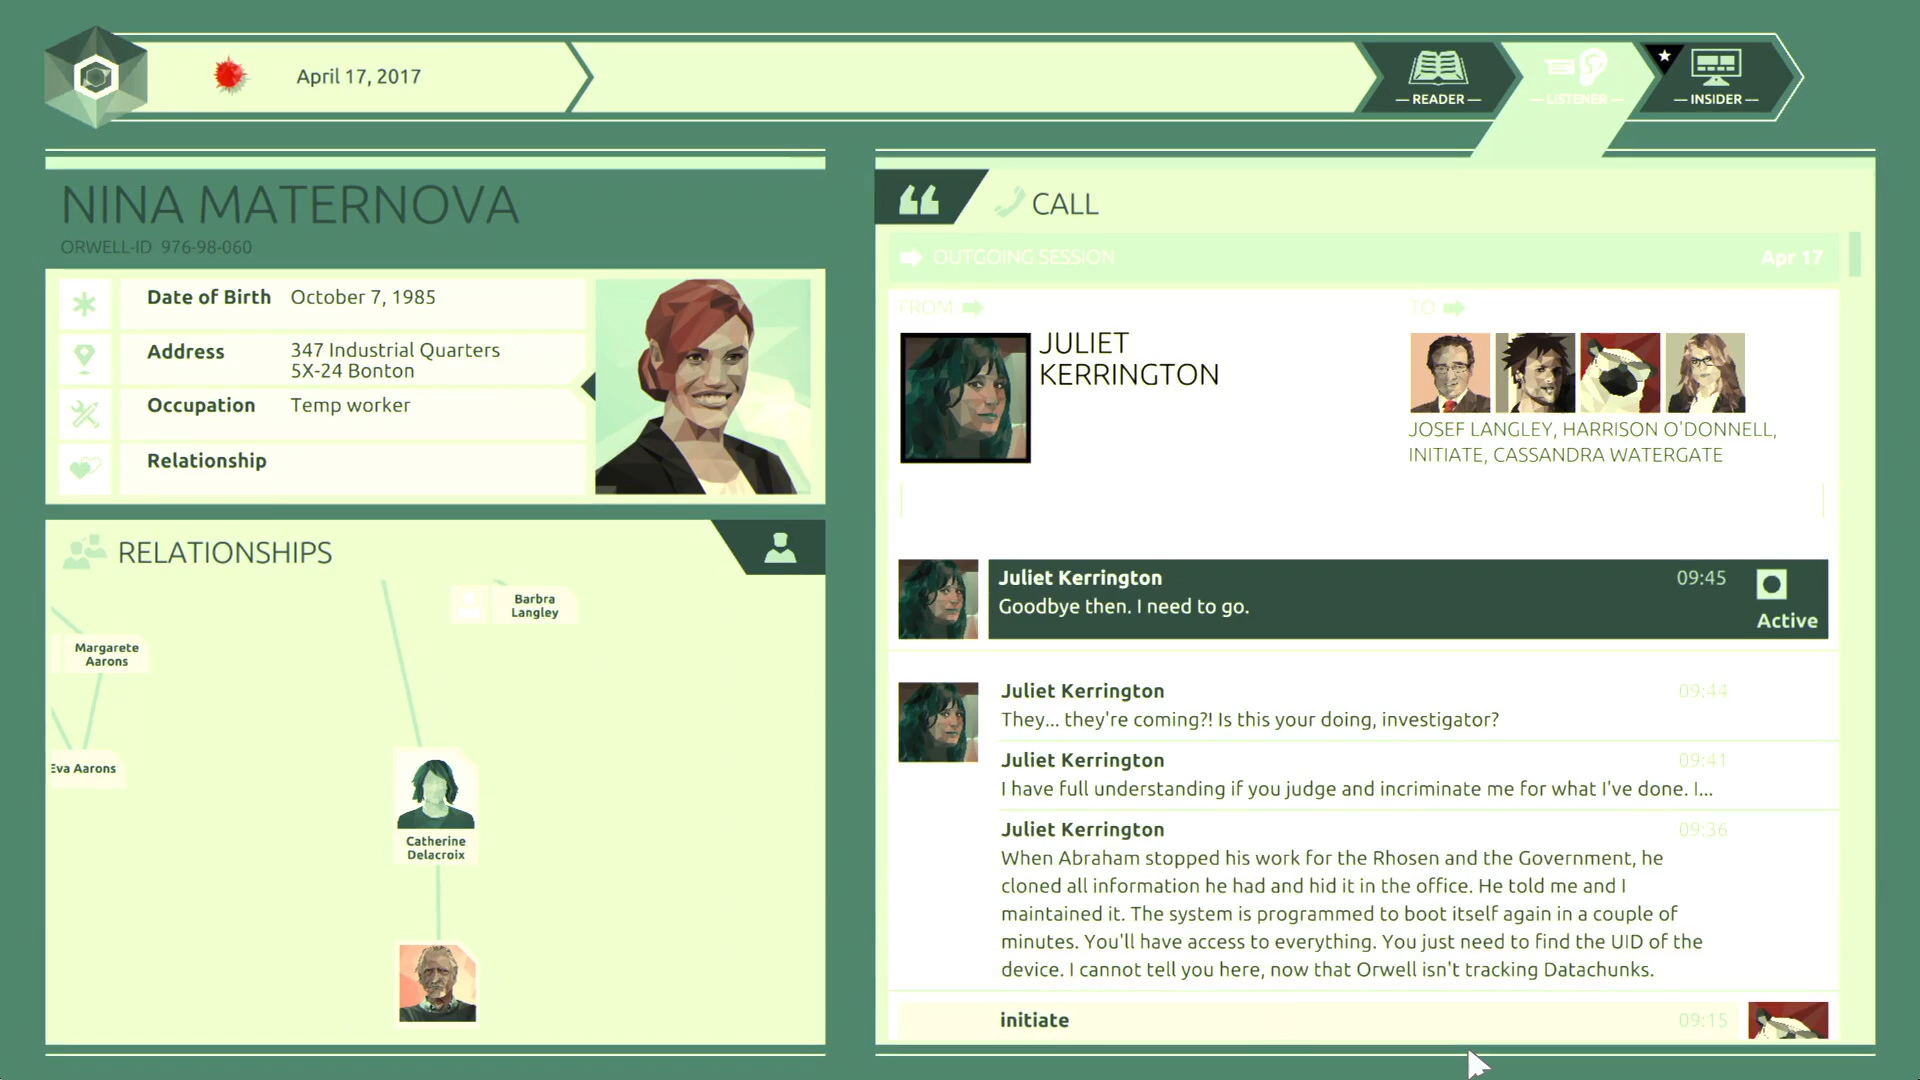 April 17, 2017
READER
LISTENER
INSIDER
NINA MATERNOVA
ORWELL-ID 976-98-060
Date of Birth October 7, 1985
Address 347 Industrial Quarters
5X-24 Bonton
Occupation Temp worker
Relationship
RELATIONSHIPS
Barbra
Langley
Margarete
Aarons
Eva Aarons
Catherine
Delacroix
CALL
OUTGOING SESSION Apr 17
FROM TO
JULIET
KERRINGTON
JOSEF LANGLEY, HARRISON O'DONNELL,
INITIATE, CASSANDRA WATERGATE
Juliet Kerrington 09:45
Goodbye then. I need to go.
Active
Juliet Kerrington 09:44
They... they're coming?! Is this your doing, investigator?
Juliet Kerrington 09:41
I have full understanding if you judge and incriminate me for what I've done. I...
Juliet Kerrington 09:36
When Abraham stopped his work for the Rhosen and the Government, he
cloned all information he had and hid it in the office. He told me and I
maintained it. The system is programmed to boot itself again in a couple of
minutes. You'll have access to everything. You just need to find the UID of the
device. I cannot tell you here, now that Orwell isn't tracking Datachunks.
initiate 09:15